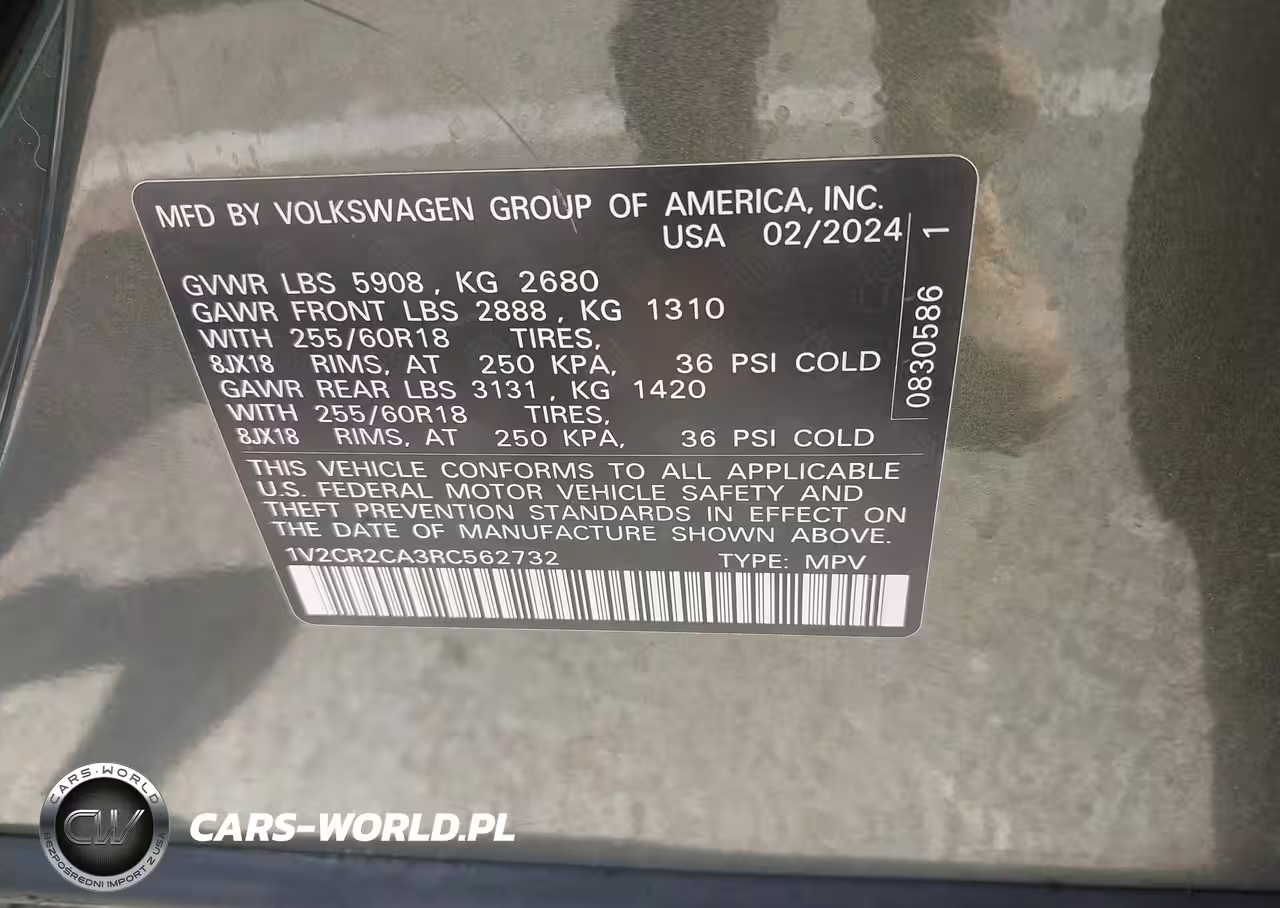 MFD BY VOLKSWAGEN GROUP OF AMERICA, INC.
USA 02/2024
GVWR LBS 5908, KG 2680
GAWR FRONT LBS 2888, KG 1310
WITH 255/60R18 TIRES,
8JX18 RIMS, AT 250 KPA, 36 PSI COLD
GAWR REAR LBS 3131, KG 1420
WITH 255/60R18 TIRES,
8JX18 RIMS, AT 250 KPA, 36 PSI COLD
0830586 1
THIS VEHICLE CONFORMS TO ALL APPLICABLE
U.S. FEDERAL MOTOR VEHICLE SAFETY AND
THEFT PREVENTION STANDARDS IN EFFECT ON
THE DATE OF MANUFACTURE SHOWN ABOVE.
1V2CR2CA3RC562732 TYPE: MPV
CARS-WORLD
CW
BEZPOŚREDNI IMPORT Z USA
CARS-WORLD.PL